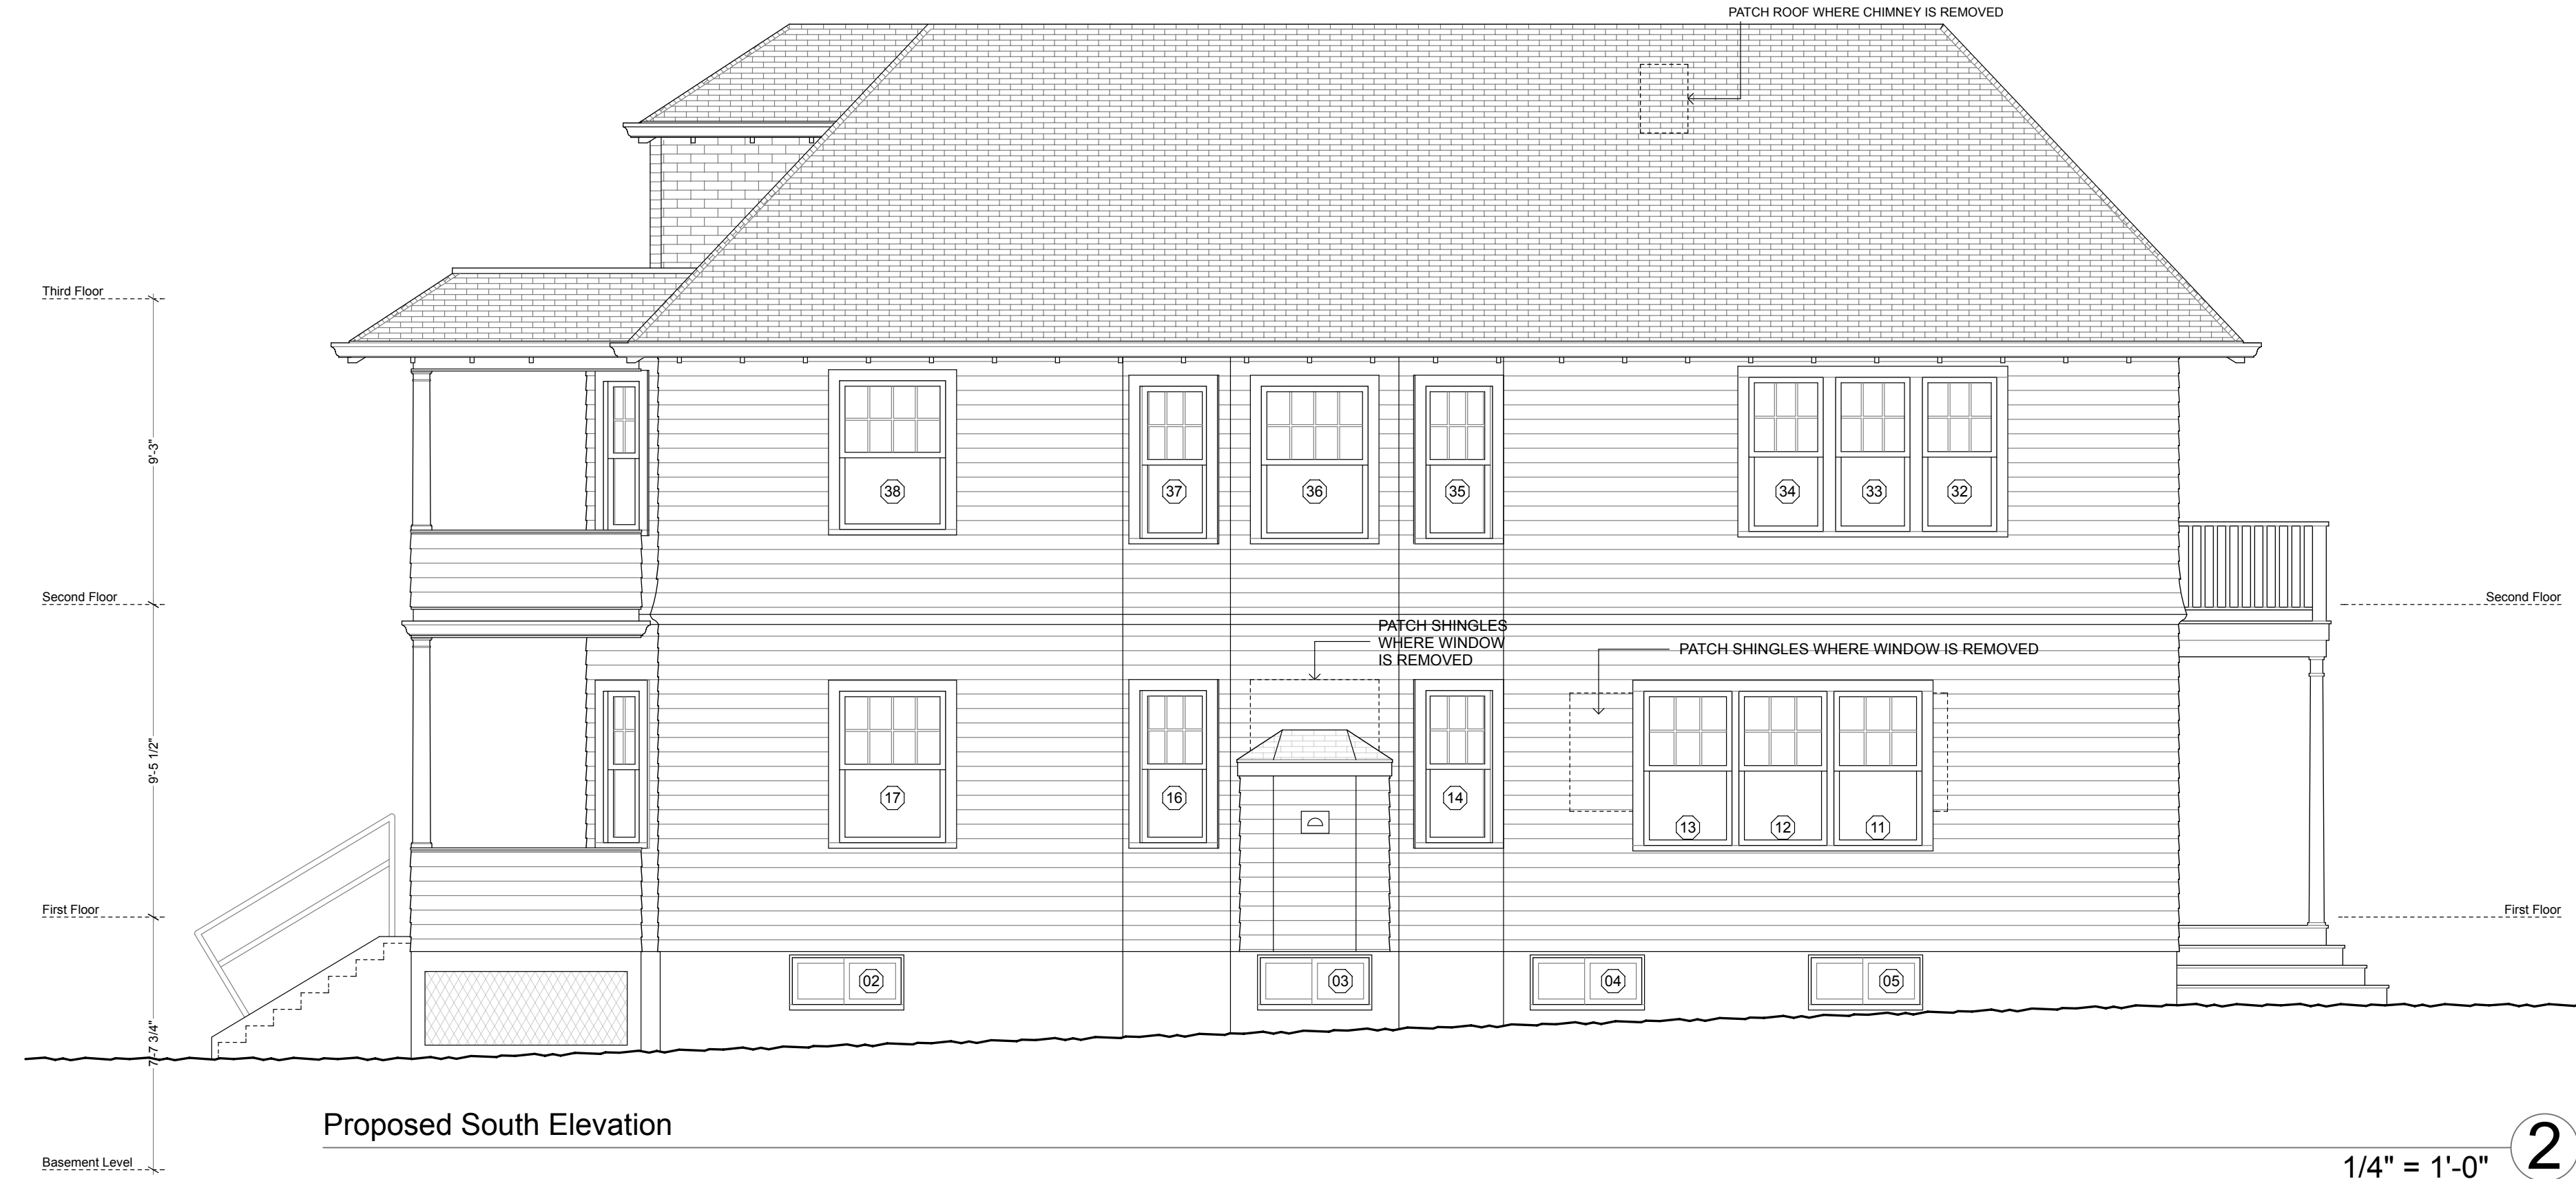 PATCH ROOF WHERE CHIMNEY IS REMOVED
Third Floor
9'-3"
38
37
36
35
34
33
32
Second Floor
Second Floor
PATCH SHINGLES
WHERE WINDOW
IS REMOVED
PATCH SHINGLES WHERE WINDOW IS REMOVED
9'-5 1/2"
17
16
14
13
12
11
First Floor
First Floor
02
03
04
05
7'-7 3/4"
Proposed South Elevation
2
Basement Level
1/4" = 1'-0"